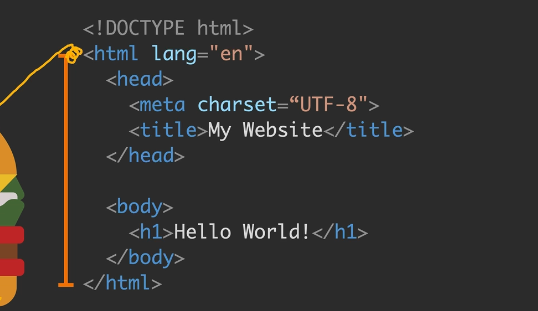 <!DOCTYPE html>
<html lang="en">
<head>
<meta charset=“UTF-8">
<title>My Website</title>
</head>
<body>
<h1>Hello World!</h1>
</body>
</html>